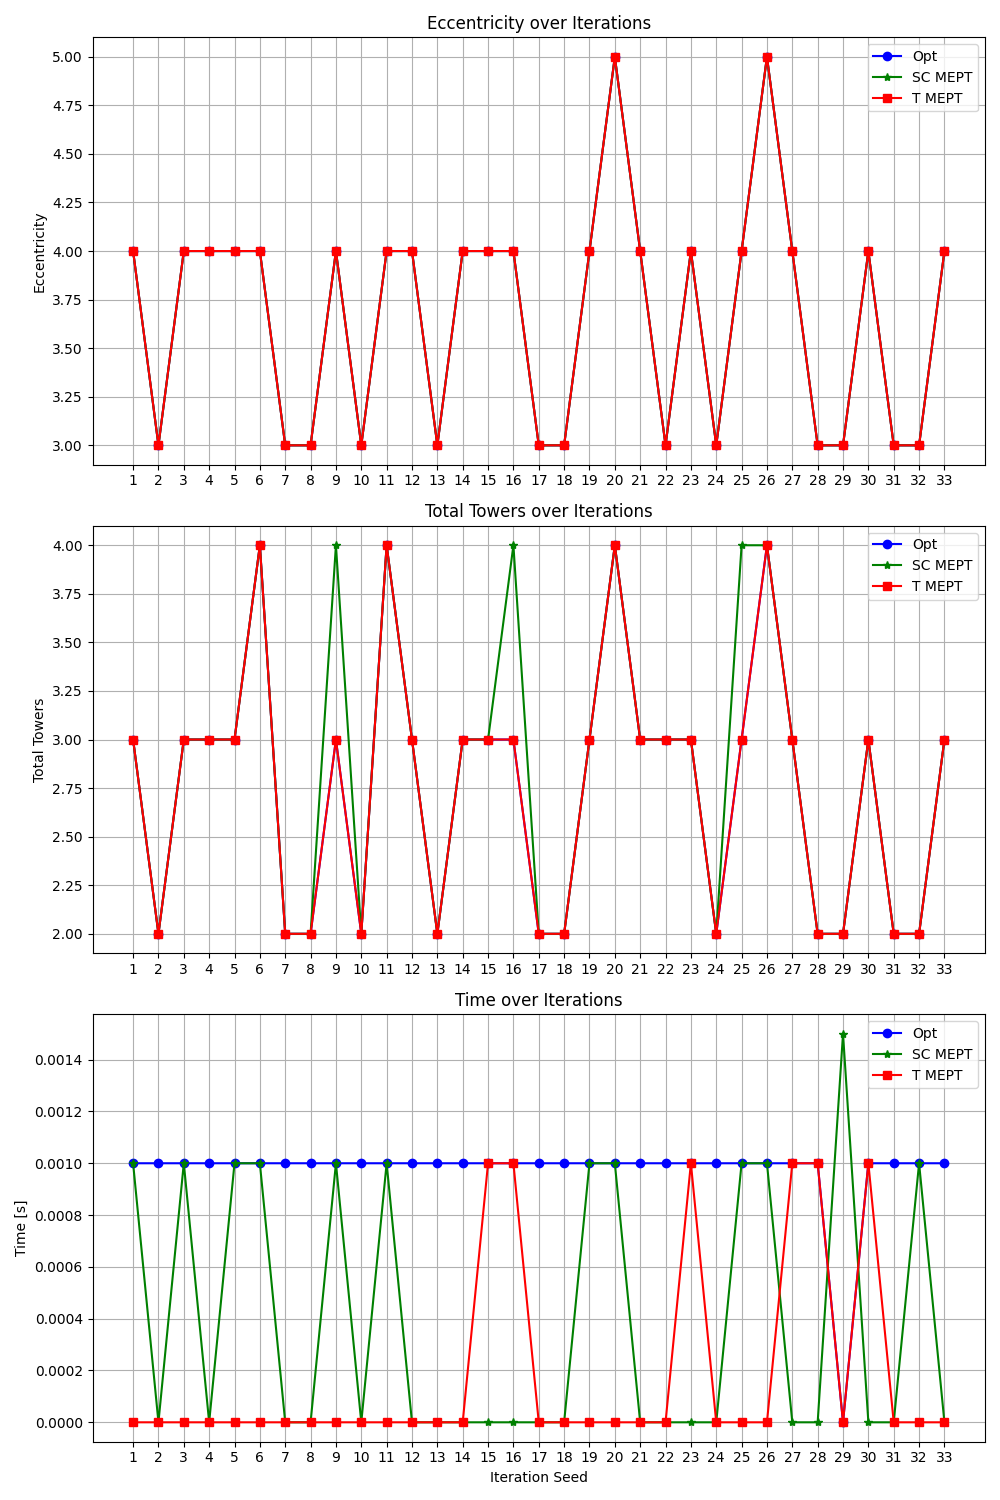 Eccentricity over Iterations
5.00
4.75
4.50
4.25
4.00
3.75
3.50
3.25
3.00
Eccentricity
Opt
SC MEPT
T MEPT
1 2 3 4 5 6 7 8 9 10 11 12 13 14 15 16 17 18 19 20 21 22 23 24 25 26 27 28 29 30 31 32 33
Total Towers over Iterations
4.00
3.75
3.50
3.25
3.00
2.75
2.50
2.25
2.00
Total Towers
Opt
SC MEPT
T MEPT
1 2 3 4 5 6 7 8 9 10 11 12 13 14 15 16 17 18 19 20 21 22 23 24 25 26 27 28 29 30 31 32 33
Time over Iterations
0.0014
0.0012
0.0010
0.0008
0.0006
0.0004
0.0002
0.0000
Time [s]
Opt
SC MEPT
T MEPT
1 2 3 4 5 6 7 8 9 10 11 12 13 14 15 16 17 18 19 20 21 22 23 24 25 26 27 28 29 30 31 32 33
Iteration Seed